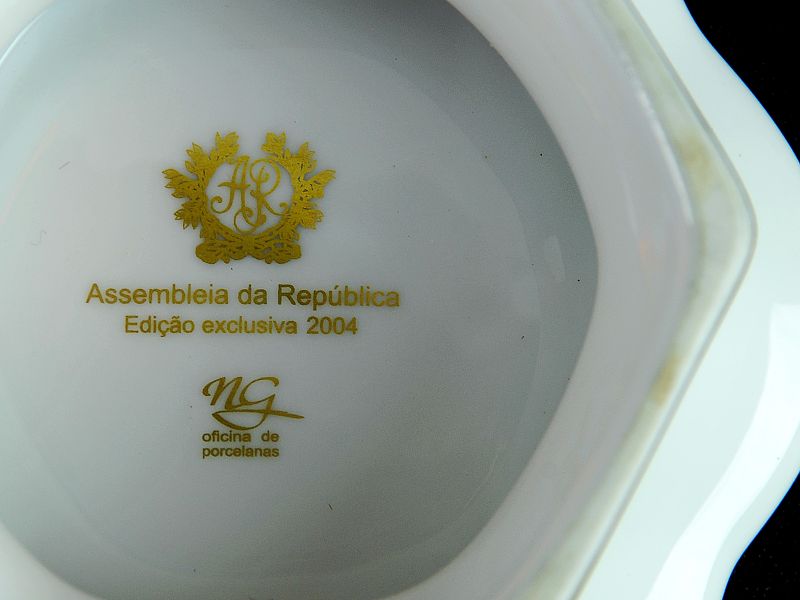 AR
Assembleia da República
Edição exclusiva 2004
NG
oficina de
porcelanas